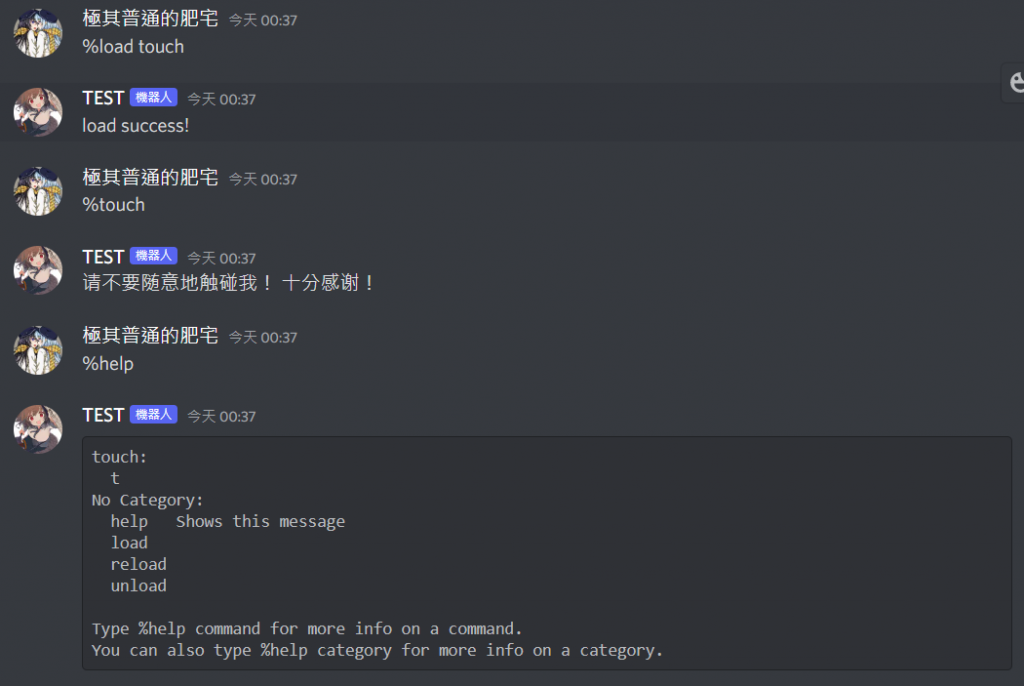 極其普通的肥宅 今天 00:37
%load touch
TEST 機器人 今天 00:37
load success!
極其普通的肥宅 今天 00:37
%touch
TEST 機器人 今天 00:37
请不要随意地触碰我！ 十分感谢！
極其普通的肥宅 今天 00:37
%help
TEST 機器人 今天 00:37
touch:
  t
No Category:
  help   Shows this message
  load
  reload
  unload
Type %help command for more info on a command.
You can also type %help category for more info on a category.